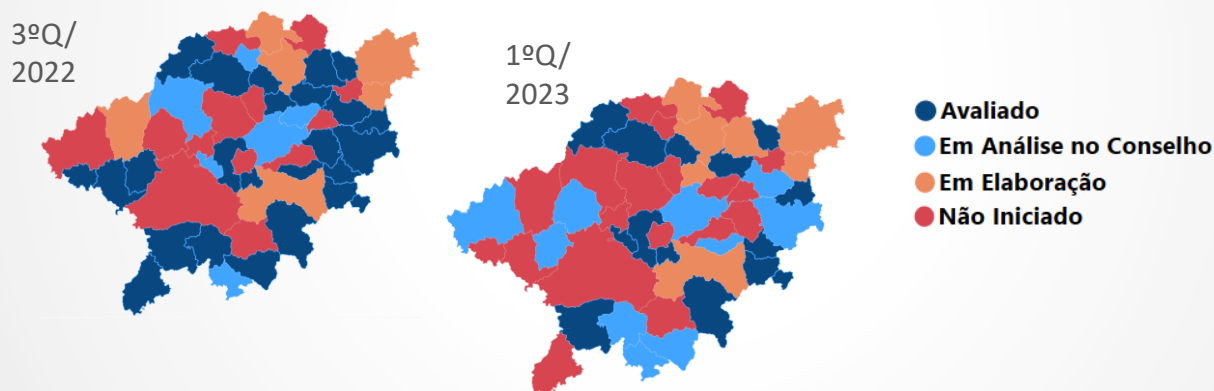 3ºQ/
2022
1ºQ/
2023
Avaliado
Em Análise no Conselho
Em Elaboração
Não Iniciado